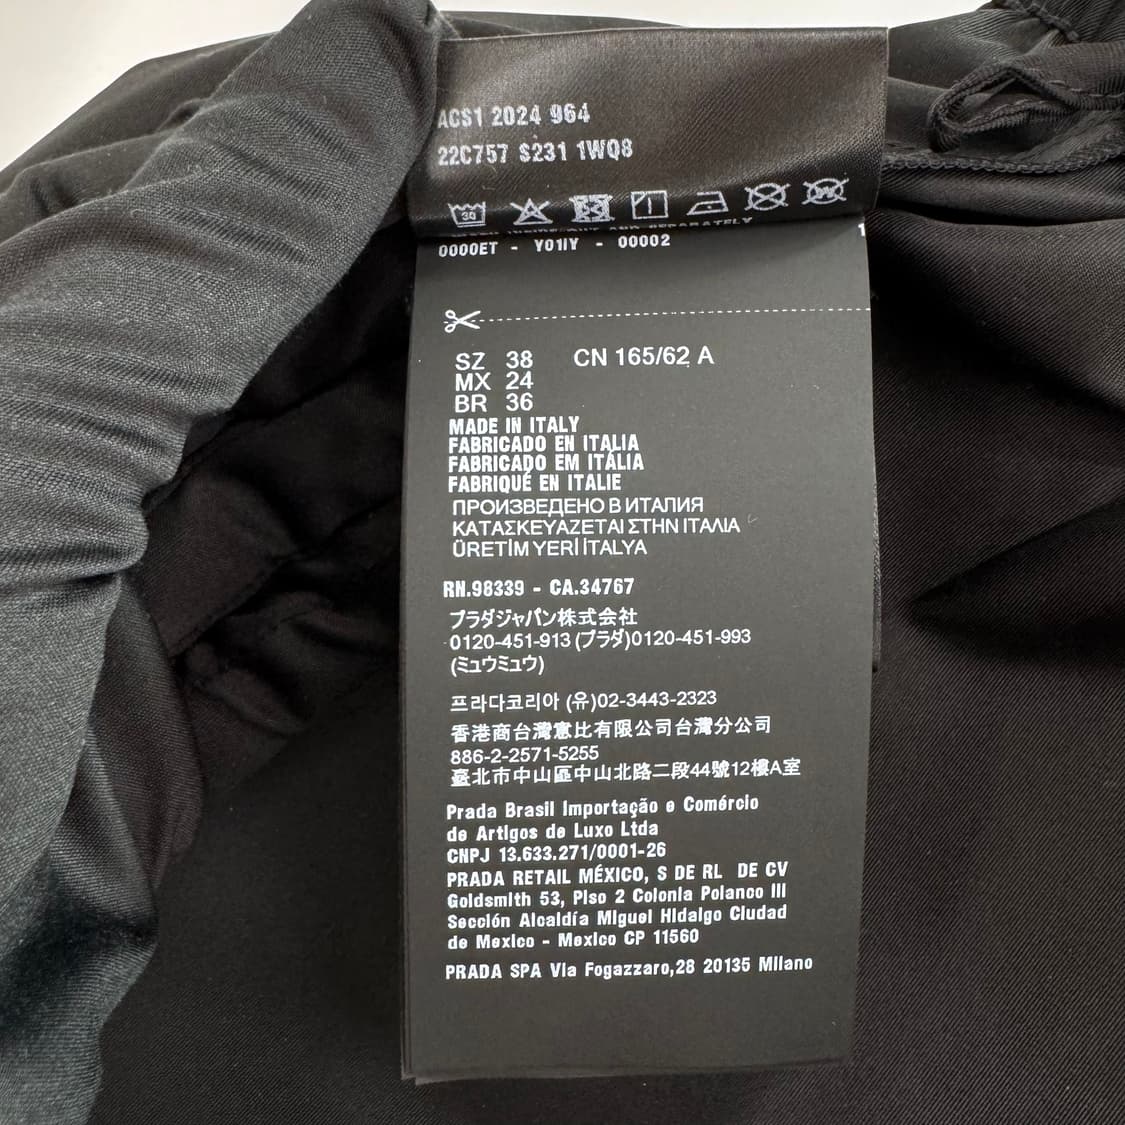 ACS1 2024 964
22C757 S231 1WQ8
30
AND SEPARATELY
0000ET - Y01IY - 00002
1
SZ 38 CN 165/62 A
MX 24
BR 36
MADE IN ITALY
FABRICADO EN ITALIA
FABRICADO EM ITÁLIA
FABRIQUÉ EN ITALIE
ПРОИЗВЕДЕНО В ИТАЛИЯ
ΚΑΤΑΣΚΕΥΑΖΕΤΑΙ ΣΤΗΝ ΙΤΑΛΙΑ
ÜRETİM YERİ İTALYA
RN.98339 - CA.34767
プラダジャパン株式会社
0120-451-913 (プラダ)0120-451-993
(ミュウミュウ)
프라다코리아 (유)02-3443-2323
香港商台灣意比有限公司台灣分公司
886-2-2571-5255
臺北市中山區中山北路二段44號12樓A室
Prada Brasil Importação e Comércio
de Artigos de Luxo Ltda
CNPJ 13.633.271/0001-26
PRADA RETAIL MÉXICO, S DE RL DE CV
Goldsmith 53, Piso 2 Colonia Polanco III
Sección Alcaldía Miguel Hidalgo Ciudad
de Mexico - Mexico CP 11560
PRADA SPA Via Fogazzaro,28 20135 Milano